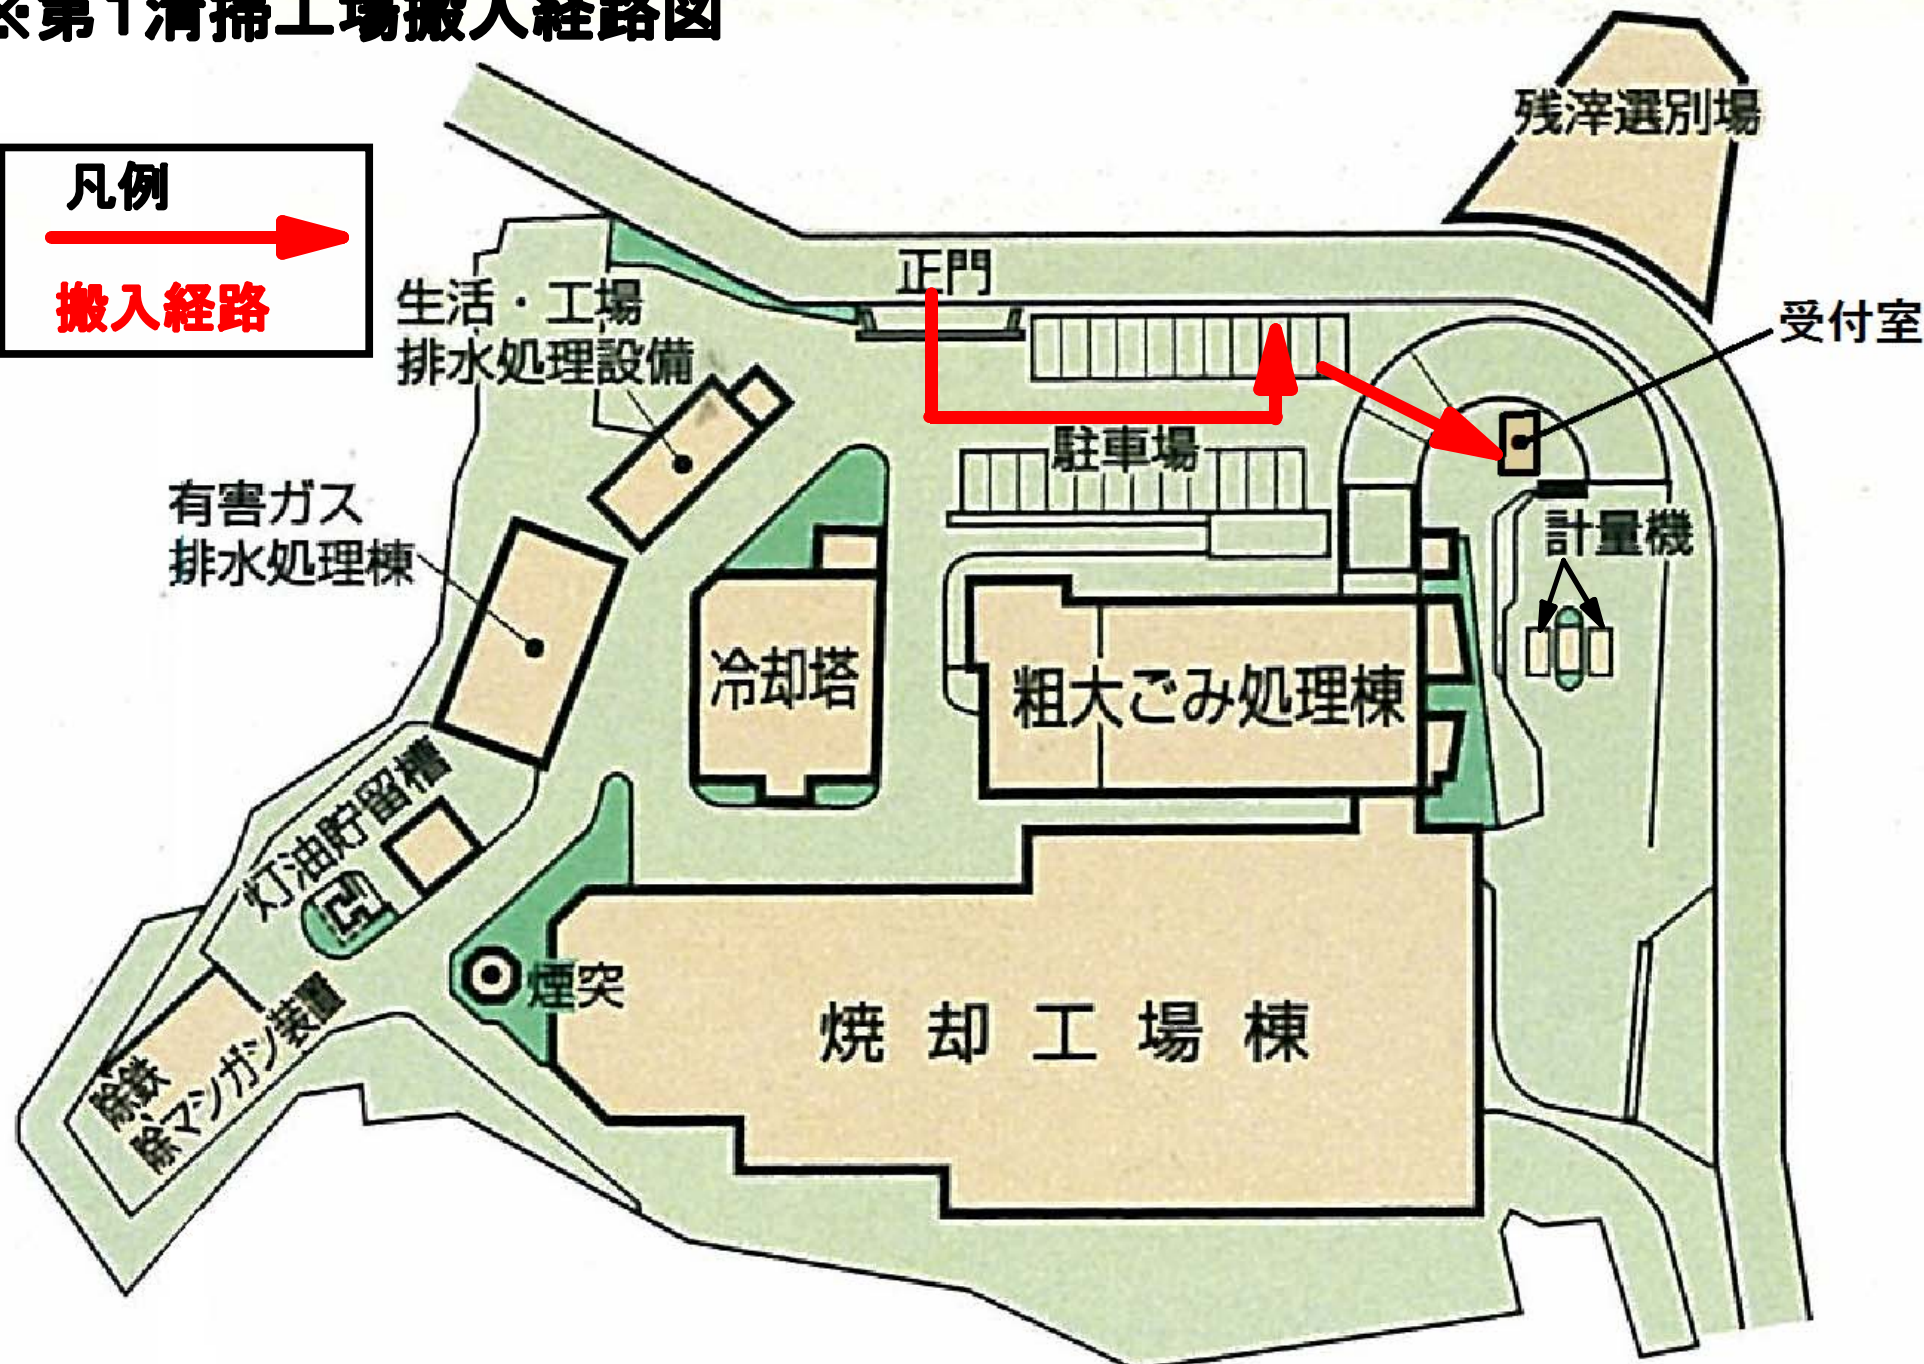 ※第1清掃工場搬入経路図
残滓選別場
凡例
搬入経路
正門
生活・工場
排水処理設備
受付室
駐車場
有害ガス
排水処理棟
計量機
冷却塔
粗大ごみ処理棟
灯油貯留槽
煙突
焼却工場棟
除鉄
除マンガン装置